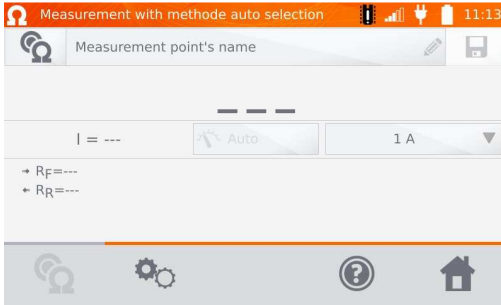 Ω Measurement with methode auto selection 11:13
Measurement point's name
---
I = --- Auto 1 A
→ RF=---
← RR=---